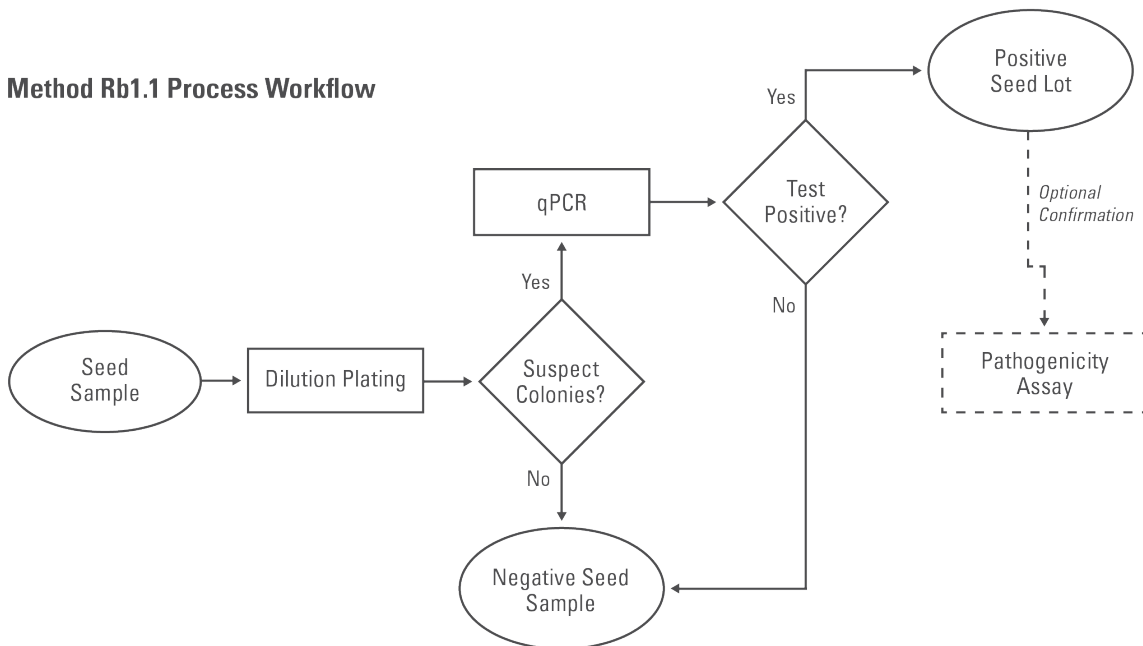 Method Rb1.1 Process Workflow
Positive
Seed Lot
Yes
qPCR
Test
Positive?
Optional
Confirmation
Yes
No
Seed
Sample
Dilution Plating
Suspect
Colonies?
Pathogenicity
Assay
No
Negative Seed
Sample